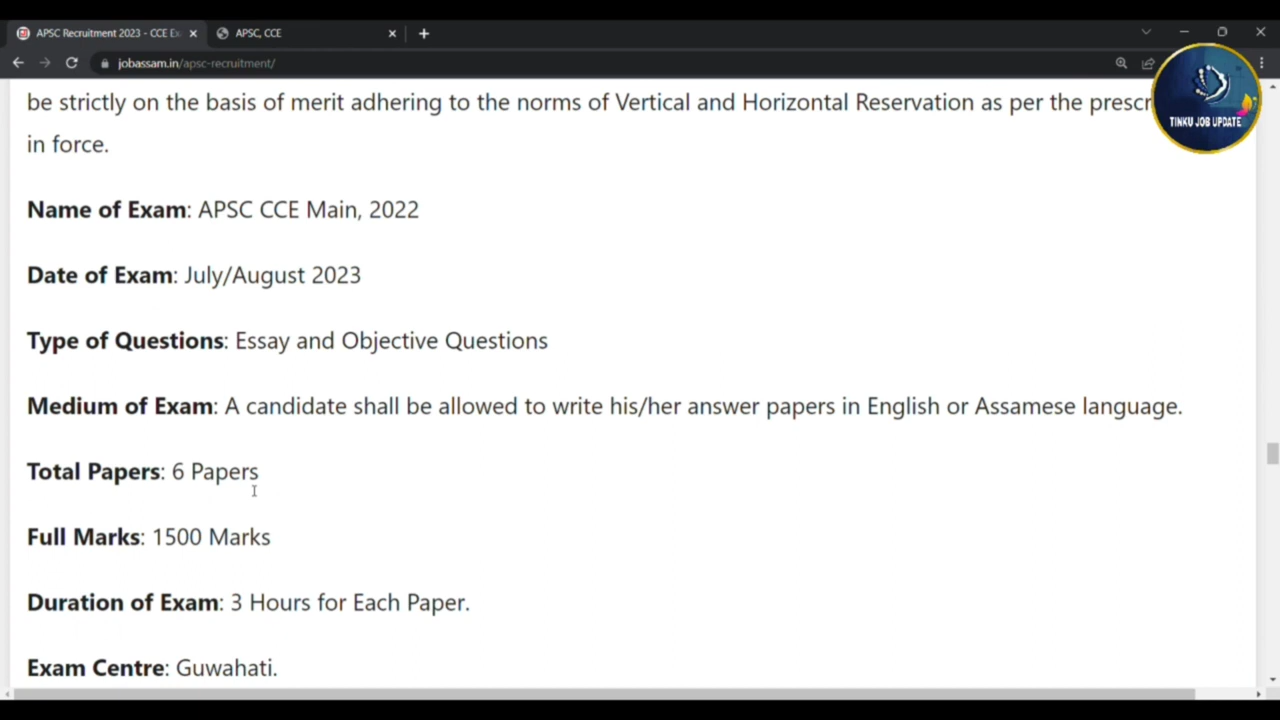 APSC Recruitment 2023 - CCE Ex
APSC, CCE
jobassam.in/apsc-recruitment/
be strictly on the basis of merit adhering to the norms of Vertical and Horizontal Reservation as per the prescr
TINKU JOB UPDATE
in force.
Name of Exam: APSC CCE Main, 2022
Date of Exam: July/August 2023
Type of Questions: Essay and Objective Questions
Medium of Exam: A candidate shall be allowed to write his/her answer papers in English or Assamese language.
Total Papers: 6 Papers
Full Marks: 1500 Marks
Duration of Exam: 3 Hours for Each Paper.
Exam Centre: Guwahati.